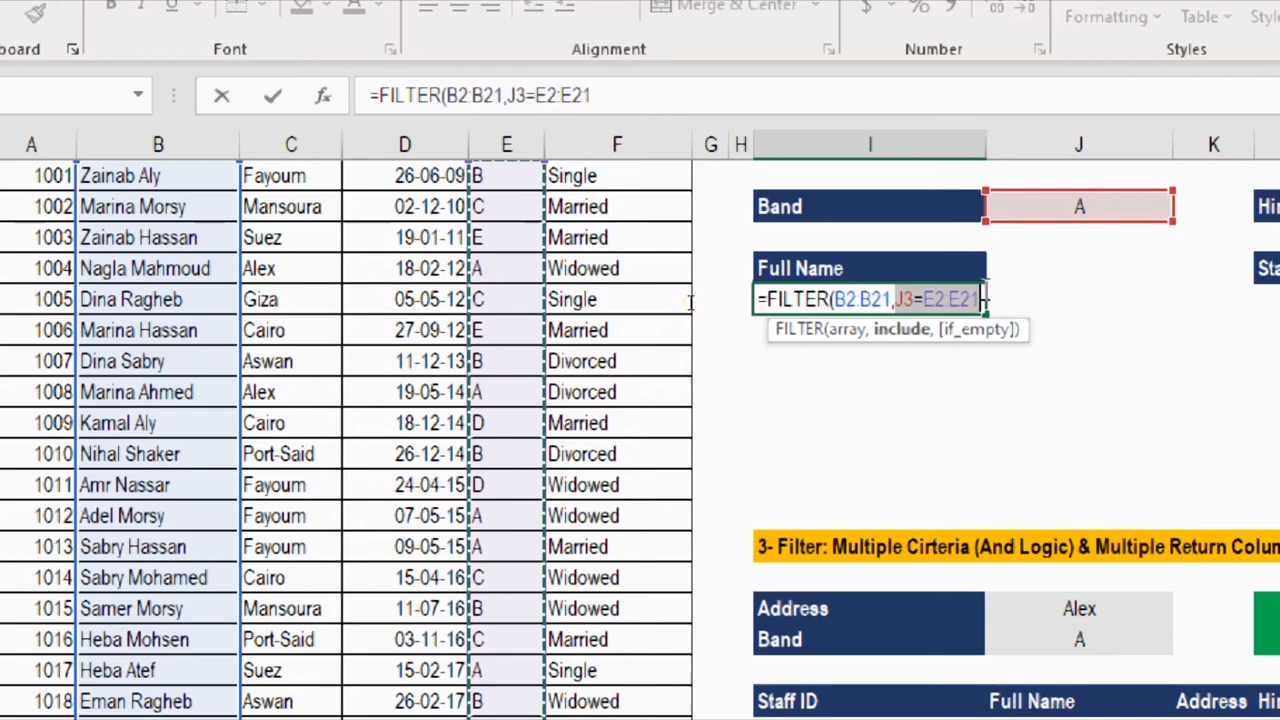 B I U
Merge & Center
$ % 9
Formatting Table
board Font Alignment Number Styles
=FILTER(B2:B21,J3=E2:E21
A B C D E F G H I J K
1001 Zainab Aly Fayoum 26-06-09 B Single
1002 Marina Morsy Mansoura 02-12-10 C Married Band A
1003 Zainab Hassan Suez 19-01-11 E Married
1004 Nagla Mahmoud Alex 18-02-12 A Widowed Full Name
1005 Dina Ragheb Giza 05-05-12 C Single =FILTER(B2:B21,J3=E2:E21
1006 Marina Hassan Cairo 27-09-12 E Married FILTER(array, include, [if_empty])
1007 Dina Sabry Aswan 11-12-13 B Divorced
1008 Marina Ahmed Alex 19-05-14 A Divorced
1009 Kamal Aly Cairo 18-12-14 D Married
1010 Nihal Shaker Port-Said 26-12-14 B Divorced
1011 Amr Nassar Fayoum 24-04-15 D Widowed
1012 Adel Morsy Fayoum 07-05-15 A Widowed
1013 Sabry Hassan Fayoum 09-05-15 A Married 3- Filter: Multiple Cirteria (And Logic) & Multiple Return Colum
1014 Sabry Mohamed Cairo 15-04-16 C Widowed
1015 Samer Morsy Mansoura 11-07-16 B Widowed Address Alex
1016 Heba Mohsen Port-Said 03-11-16 C Married Band A
1017 Heba Atef Suez 15-02-17 A Single
1018 Eman Ragheb Aswan 26-02-17 B Widowed Staff ID Full Name Address